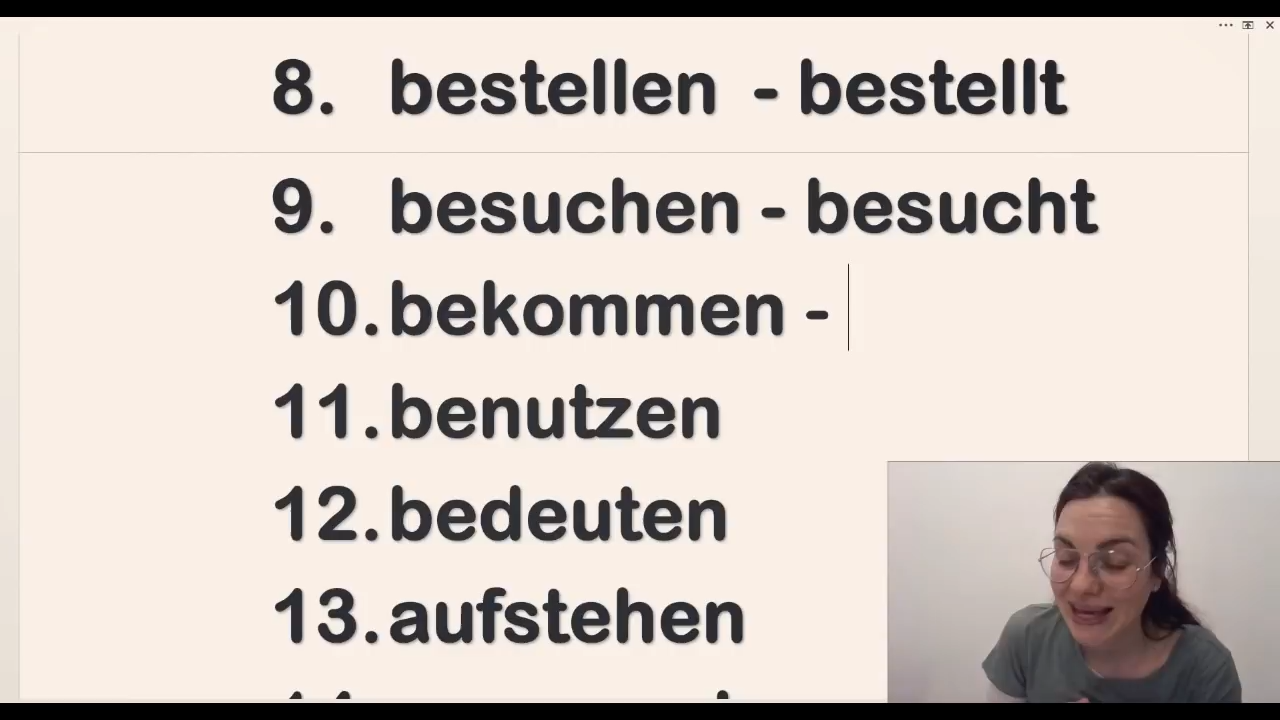 8. bestellen - bestellt
9. besuchen - besucht
10. bekommen -
11. benutzen
12. bedeuten
13. aufstehen